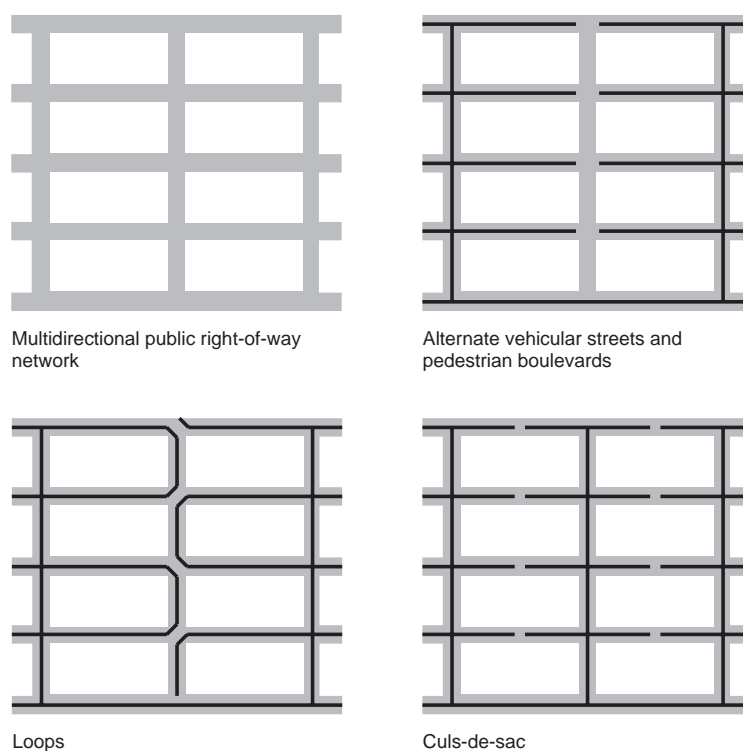 Multidirectional public right-of-way
network
Alternate vehicular streets and
pedestrian boulevards
Loops
Culs-de-sac